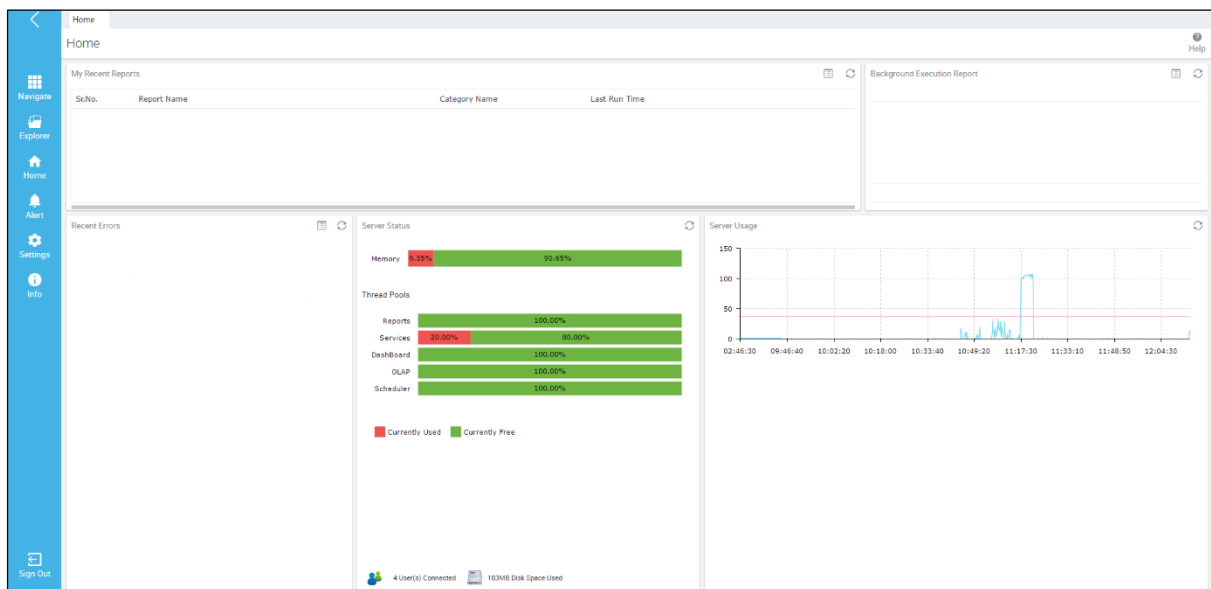 Home
Home
Help
Navigate
Explorer
Home
Alert
Settings
Info
Sign Out
My Recent Reports
Sr.No. Report Name Category Name Last Run Time
Background Execution Report
Recent Errors
Server Status
Memory 9.35% 90.65%
Thread Pools
Reports 100.00%
Services 20.00% 80.00%
DashBoard 100.00%
OLAP 100.00%
Scheduler 100.00%
Currently Used Currently Free
4 User(s) Connected 103MB Disk Space Used
Server Usage
150
100
50
0
02:46:30 09:46:40 10:02:20 10:18:00 10:33:40 10:49:20 11:17:30 11:33:10 11:48:50 12:04:30